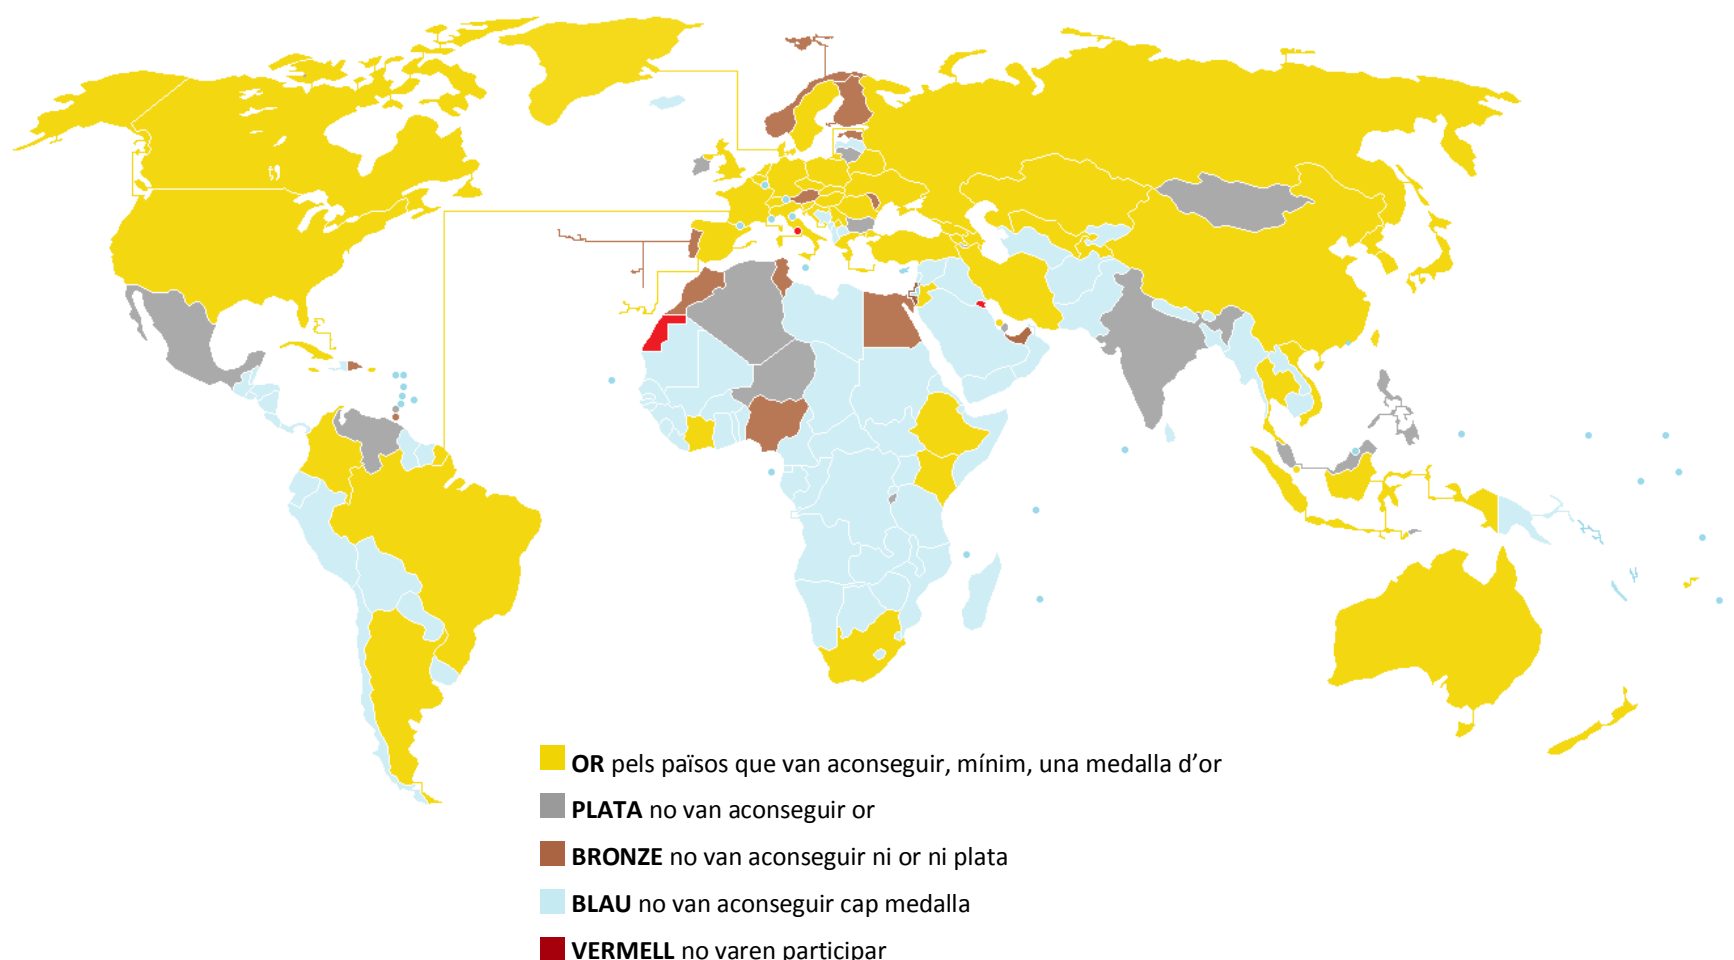 OR pels països que van aconseguir, mínim, una medalla d’or
PLATA no van aconseguir or
BRONZE no van aconseguir ni or ni plata
BLAU no van aconseguir cap medalla
VERMELL no varen participar